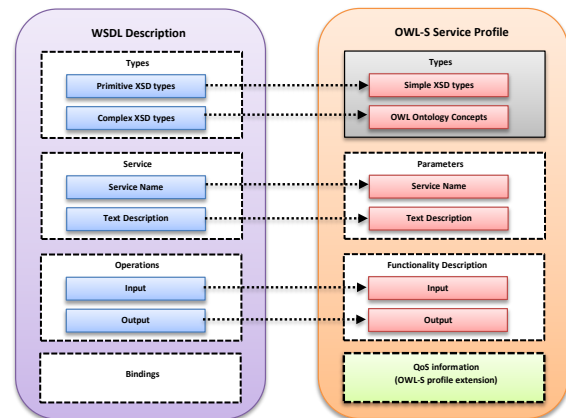 WSDL Description
Types
Primitive XSD types
Complex XSD types
Service
Service Name
Text Description
Operations
Input
Output
Bindings
OWL-S Service Profile
Types
Simple XSD types
OWL Ontology Concepts
Parameters
Service Name
Text Description
Functionality Description
Input
Output
QoS information
(OWL-S profile extension)